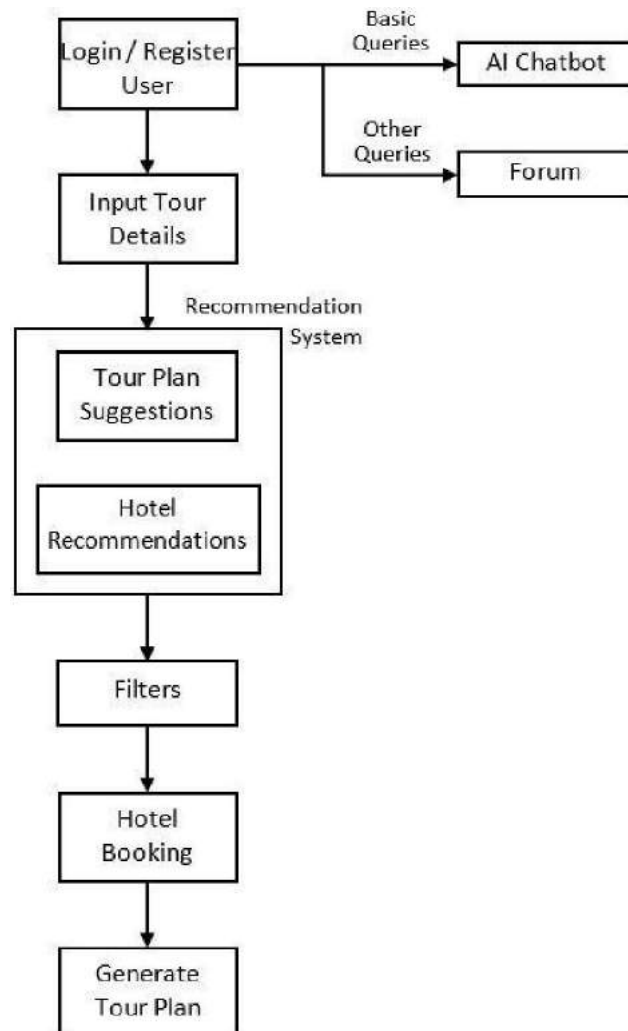 Login / Register
User
Basic
Queries
AI Chatbot
Other
Queries
Forum
Input Tour
Details
Recommendation
System
Tour Plan
Suggestions
Hotel
Recommendations
Filters
Hotel
Booking
Generate
Tour Plan